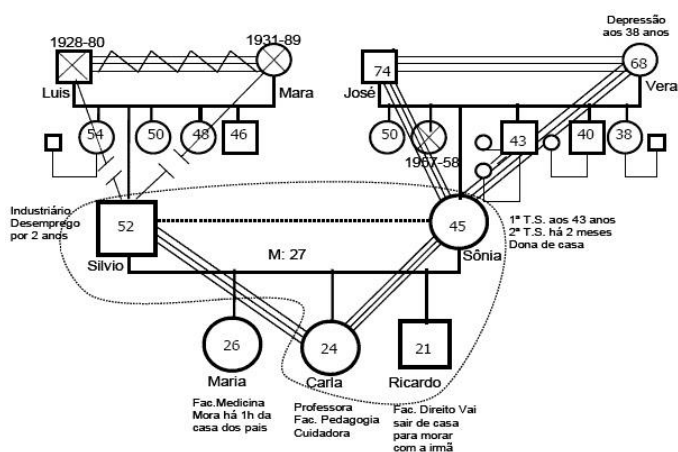 Depressão
aos 38 anos
1928-80
1931-89
Luis
Mara
74
68
José
Vera
54
50
48
46
50
1957-58
43
40
38
Industriário
Desemprego
por 2 anos
52
45
1ª T.S. aos 43 anos
2ª T.S. há 2 meses
Dona de casa
Silvio
M: 27
Sônia
26
24
21
Maria
Carla
Ricardo
Fac.Medicina
Mora há 1h da
casa dos pais
Professora
Fac. Pedagogia
Cuidadora
Fac. Direito Vai
sair de casa
para morar
com a irmã